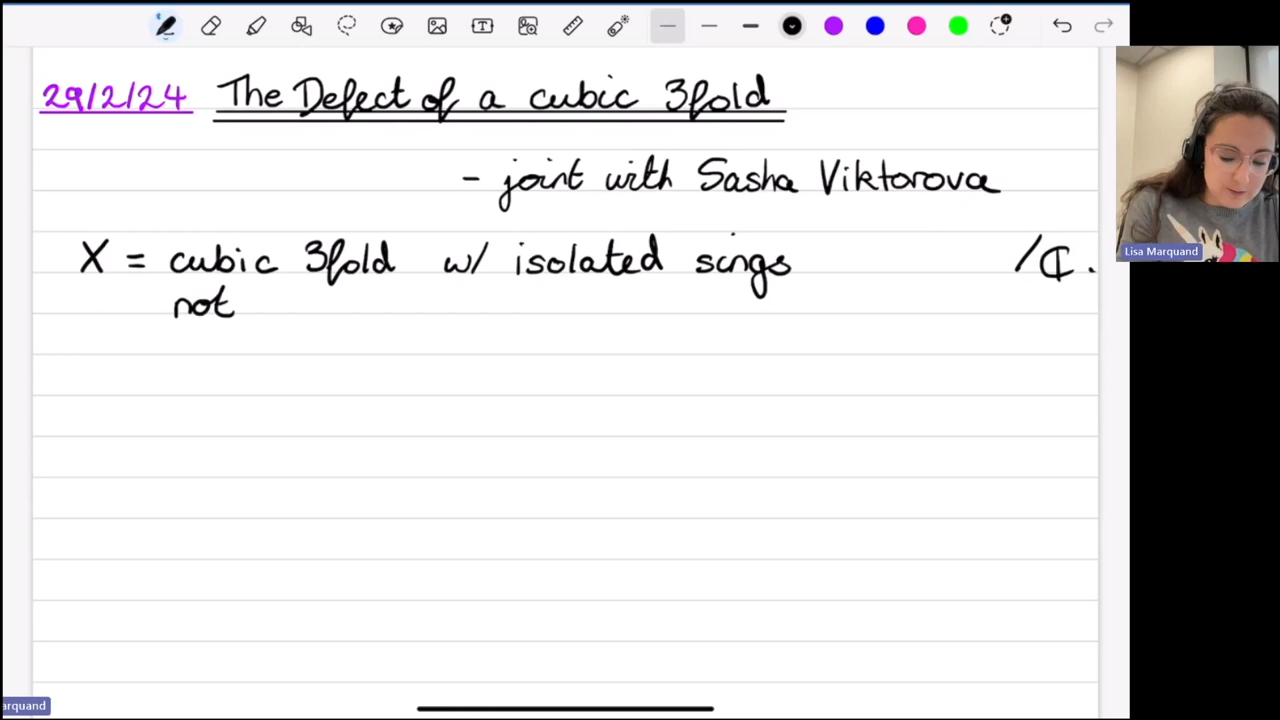 29/2/24 The Defect of a cubic 3fold
- joint with Sasha Viktorova
X = cubic 3fold w/ isolated sings /ℂ.
not
Lisa Marquand
arquand